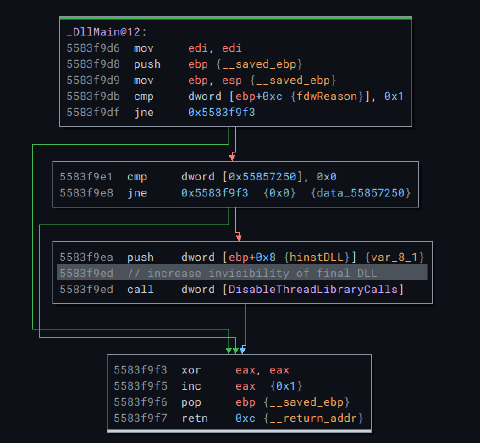 _DllMain@12:
5583f9d6 mov edi, edi
5583f9d8 push ebp {__saved_ebp}
5583f9d9 mov ebp, esp {__saved_ebp}
5583f9db cmp dword [ebp+0xc {fdwReason}], 0x1
5583f9df jne 0x5583f9f3
5583f9e1 cmp dword [0x55857250], 0x0
5583f9e8 jne 0x5583f9f3 {0x0} {data_55857250}
5583f9ea push dword [ebp+0x8 {hinstDLL}] {var_8_1}
5583f9ed // increase invisibility of final DLL
5583f9ed call dword [DisableThreadLibraryCalls]
5583f9f3 xor eax, eax
5583f9f5 inc eax {0x1}
5583f9f6 pop ebp {__saved_ebp}
5583f9f7 retn 0xc {__return_addr}